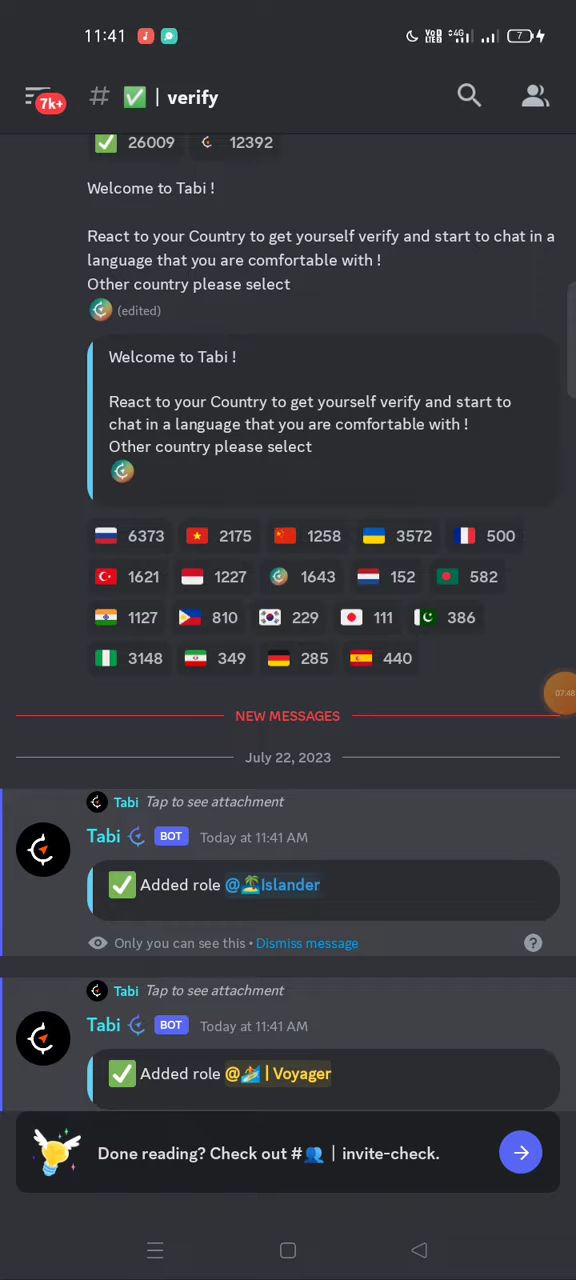 11:41 Vo) LTE2 4G 7
7k+ # ✅ | verify
✅ 26009 12392
Welcome to Tabi !
React to your Country to get yourself verify and start to chat in a
language that you are comfortable with !
Other country please select
(edited)
Welcome to Tabi !
React to your Country to get yourself verify and start to
chat in a language that you are comfortable with !
Other country please select
6373 2175 1258 3572 500
1621 1227 1643 152 582
1127 810 229 111 386
3148 349 285 440
07:48
NEW MESSAGES
July 22, 2023
Tabi Tap to see attachment
Tabi BOT Today at 11:41 AM
✅ Added role @🏝️Islander
Only you can see this • Dismiss message ?
Tabi Tap to see attachment
Tabi BOT Today at 11:41 AM
✅ Added role @🏄 | Voyager
Done reading? Check out #👥 | invite-check.